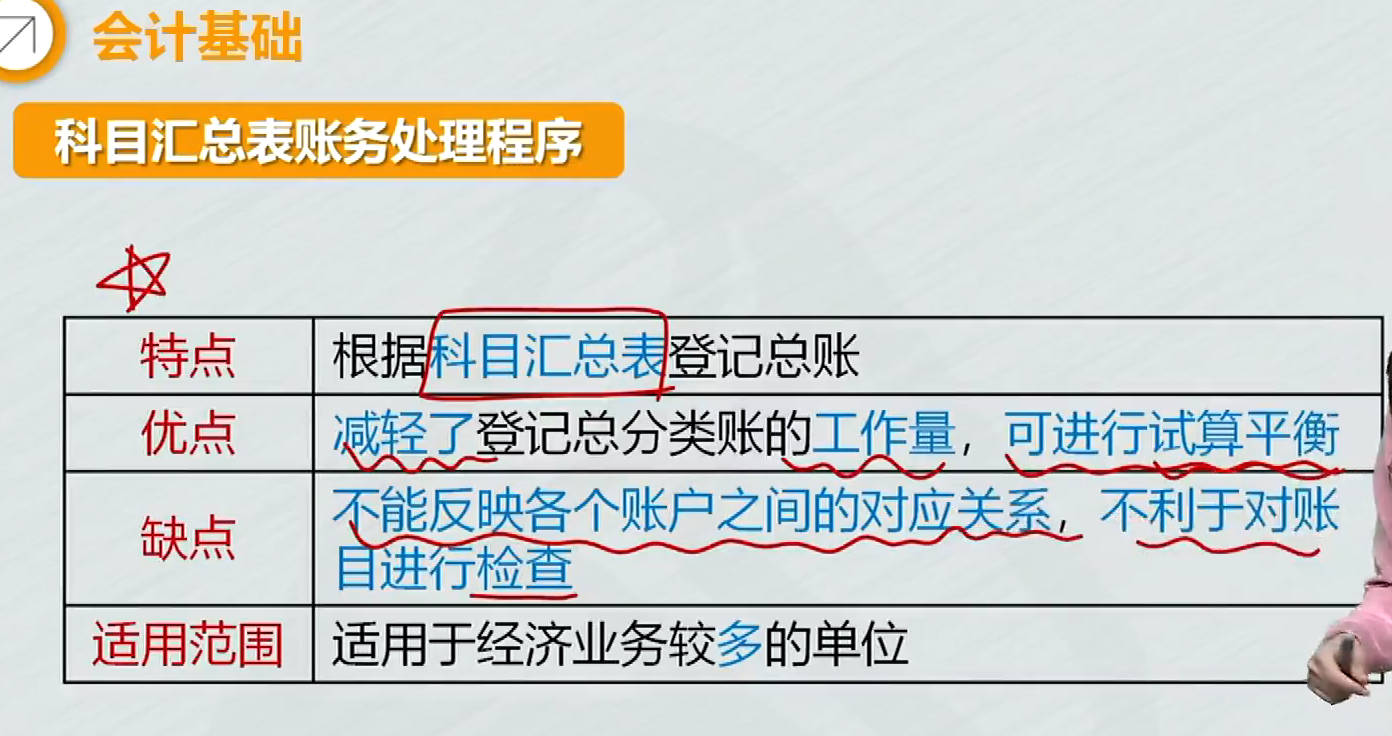 会计基础
科目汇总表账务处理程序
特点
根据科目汇总表登记总账
优点
减轻了登记总分类账的工作量，可进行试算平衡
缺点
不能反映各个账户之间的对应关系，不利于对账
目进行检查
适用范围
适用于经济业务较多的单位